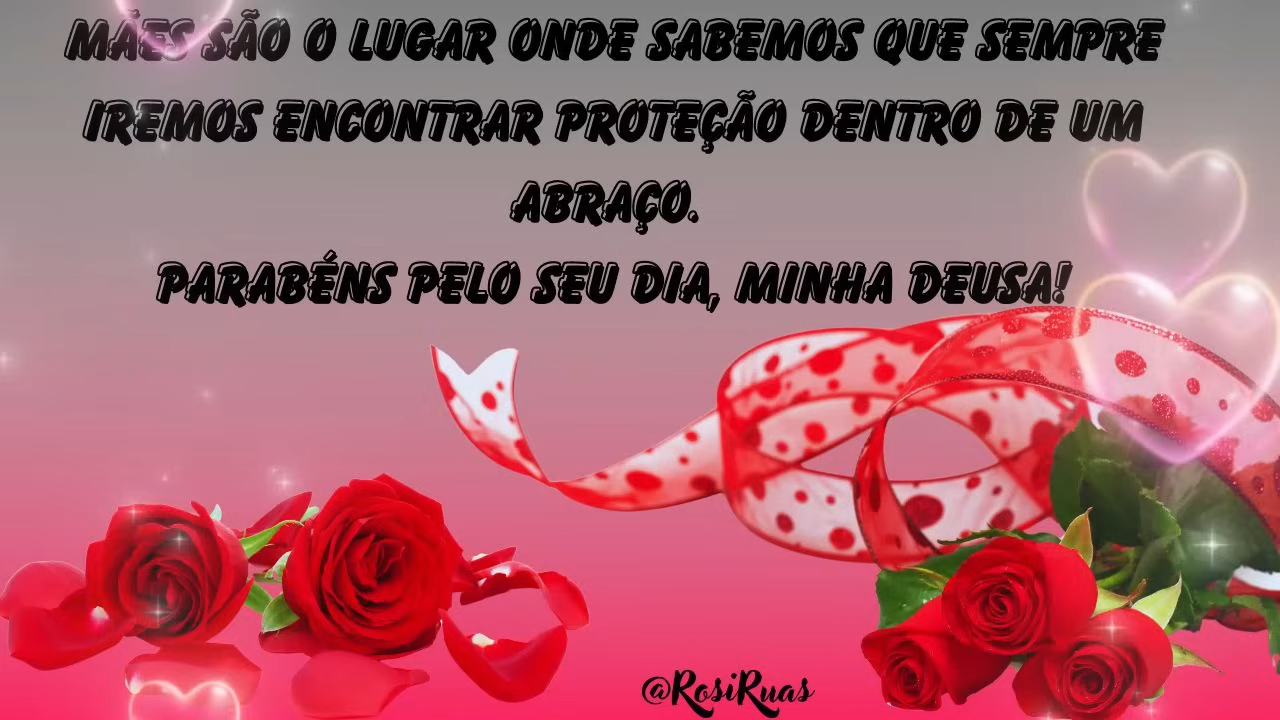 MÃES SÃO O LUGAR ONDE SABEMOS QUE SEMPRE
IREMOS ENCONTRAR PROTEÇÃO DENTRO DE UM
ABRAÇO.
PARABÉNS PELO SEU DIA, MINHA DEUSA!
@RosiRuas